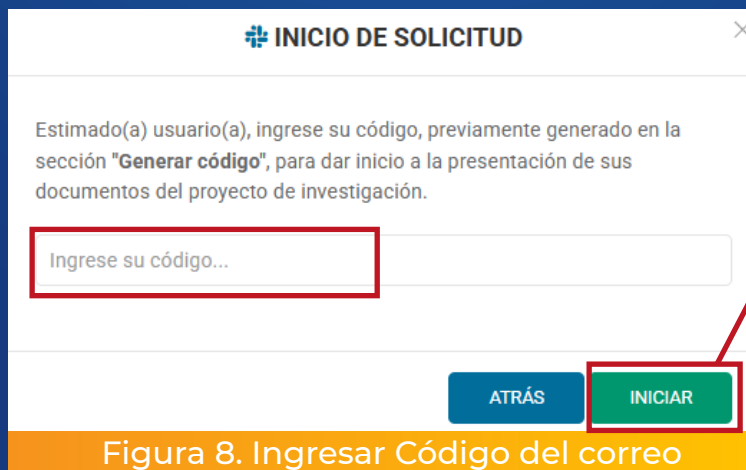 INICIO DE SOLICITUD
Estimado(a) usuario(a), ingrese su código, previamente generado en la
sección "Generar código", para dar inicio a la presentación de sus
documentos del proyecto de investigación.
Ingrese su código...
ATRÁS INICIAR
Figura 8. Ingresar Código del correo